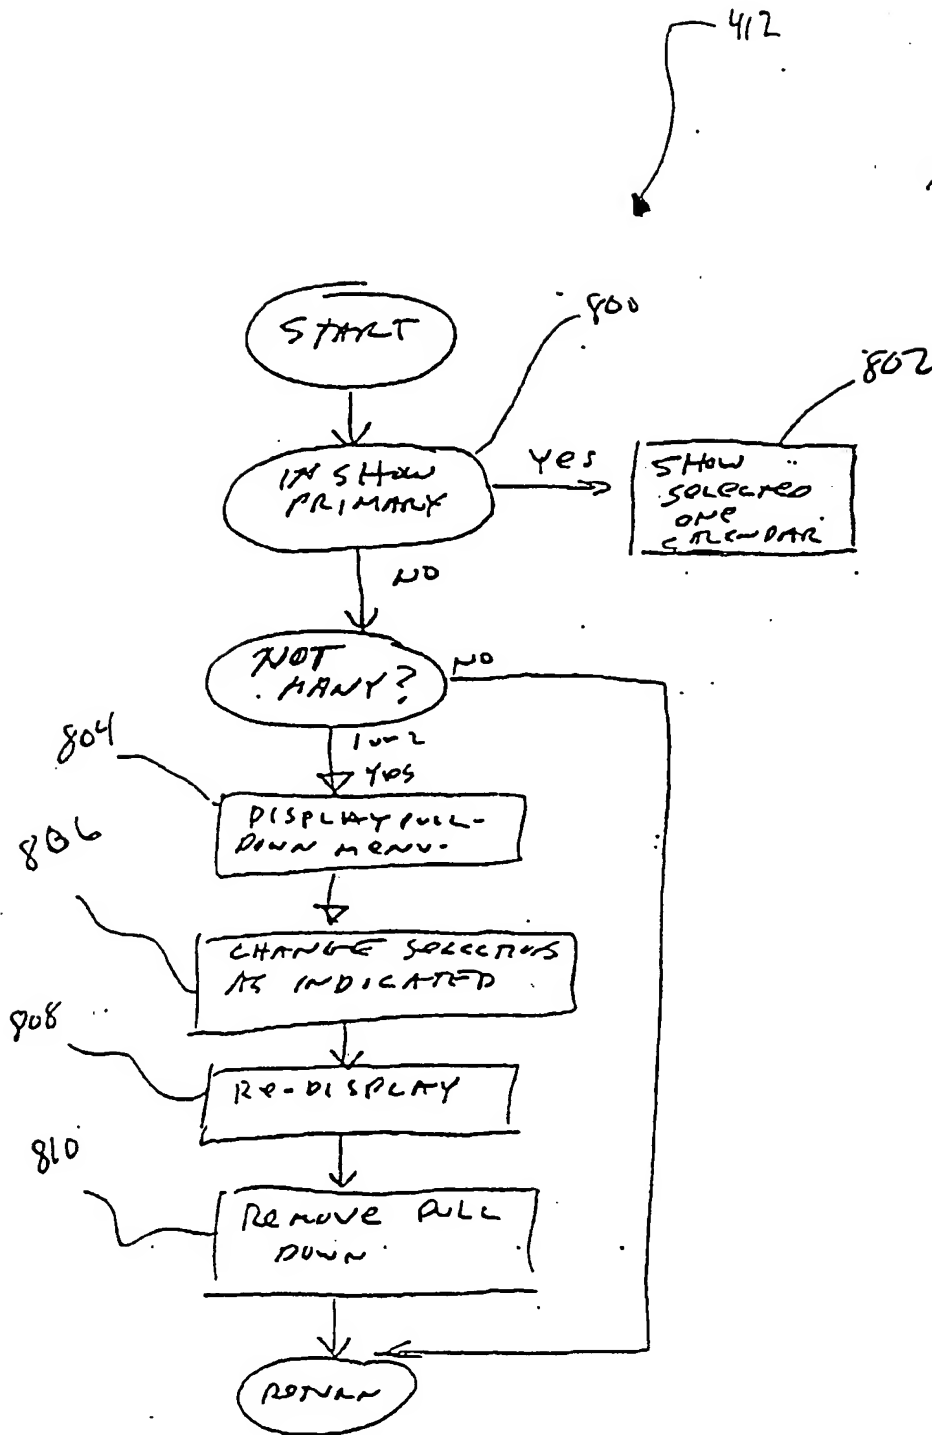 412
START
800
802
IN SHOW
PRIMARY
Yes
SHOW
SELECTED
ONE
CALENDAR
NO
NOT
MANY?
NO
804
1 or 2
Yes
DISPLAY PULL-
DOWN MENU.
806
CHANGE SELECTIONS
AS INDICATED
808
Re-DISPLAY
810
Remove PULL
DOWN
RETURN